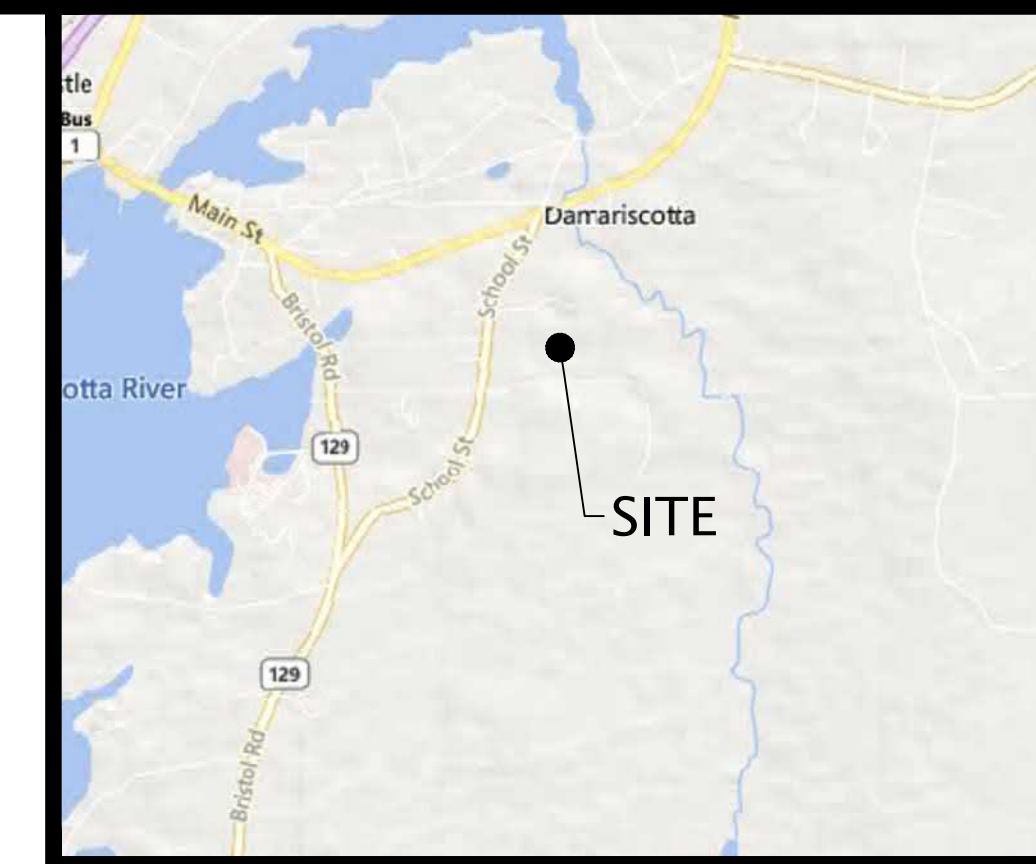 tle
Bus
1
Main St
Damariscotta
School St
Bristol Rd
otta River
129
School St
SITE
129
Bristol Rd